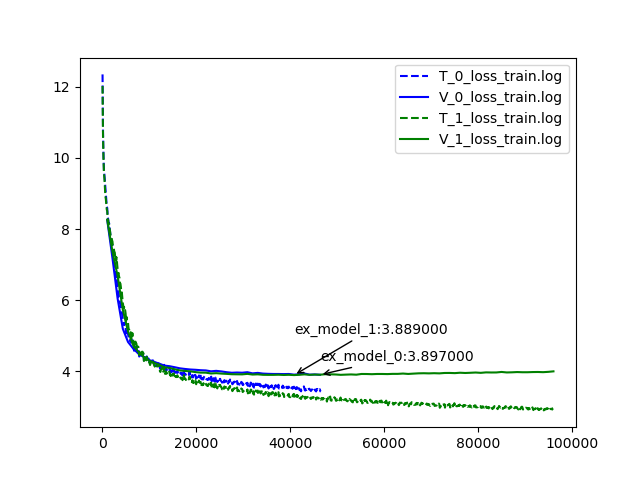 T_0_loss_train.log
V_0_loss_train.log
T_1_loss_train.log
V_1_loss_train.log
12
10
8
6
4
ex_model_1:3.889000
ex_model_0:3.897000
0 20000 40000 60000 80000 100000